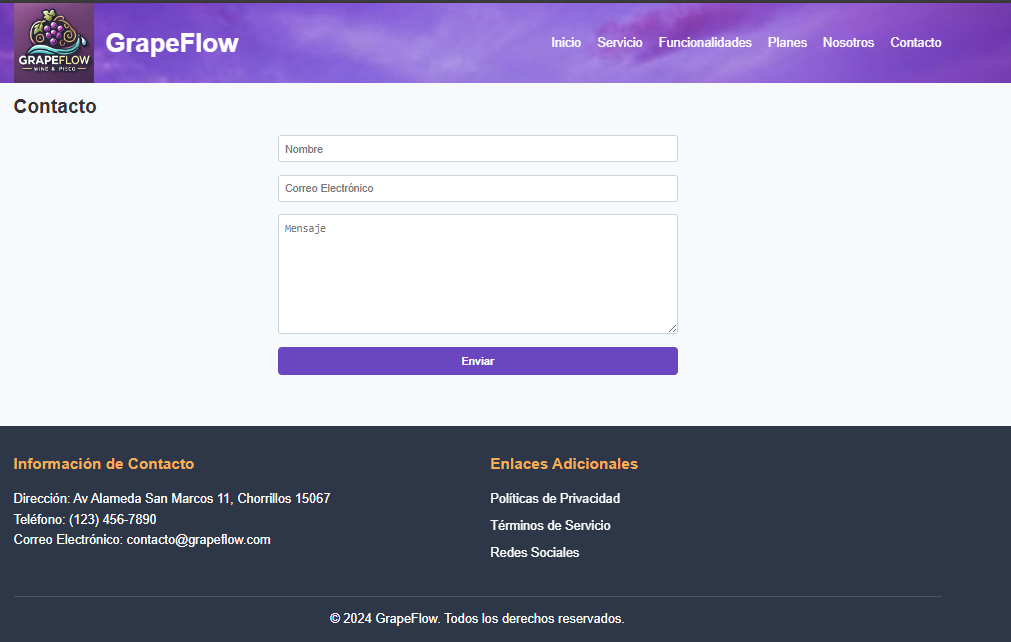 GRAPEFLOW
WINE & PISCO
GrapeFlow
Inicio Servicio Funcionalidades Planes Nosotros Contacto
Contacto
Nombre
Correo Electrónico
Mensaje
Enviar
Información de Contacto
Dirección: Av Alameda San Marcos 11, Chorrillos 15067
Teléfono: (123) 456-7890
Correo Electrónico: contacto@grapeflow.com
Enlaces Adicionales
Políticas de Privacidad
Términos de Servicio
Redes Sociales
© 2024 GrapeFlow. Todos los derechos reservados.